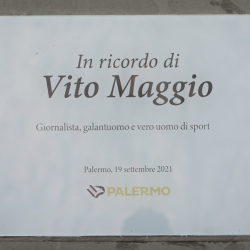 In ricordo di
Vito Maggio
Giornalista, galantuomo e vero uomo di sport
Palermo, 19 settembre 2021
PALERMO